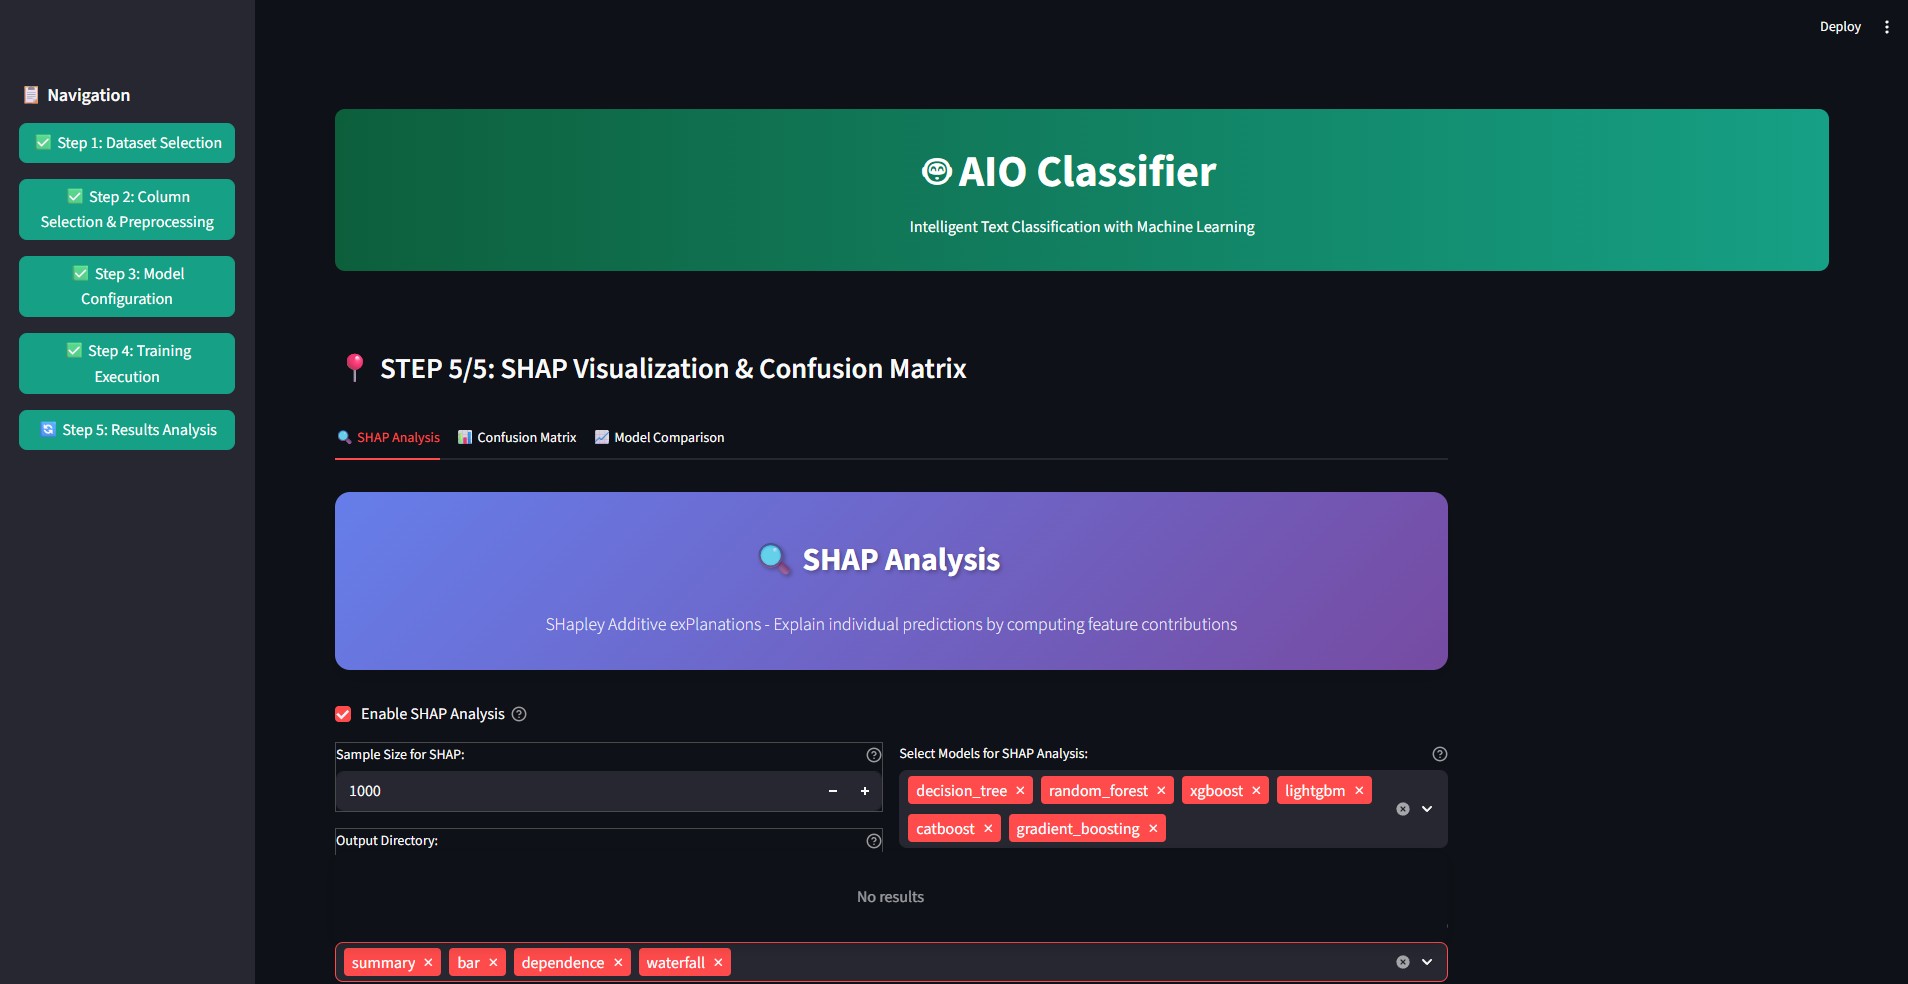 Deploy
Navigation
Step 1: Dataset Selection
Step 2: Column
Selection & Preprocessing
Step 3: Model
Configuration
Step 4: Training
Execution
Step 5: Results Analysis
AIO Classifier
Intelligent Text Classification with Machine Learning
STEP 5/5: SHAP Visualization & Confusion Matrix
SHAP Analysis Confusion Matrix Model Comparison
SHAP Analysis
SHapley Additive exPlanations - Explain individual predictions by computing feature contributions
Enable SHAP Analysis
Sample Size for SHAP:
1000
Output Directory:
Select Models for SHAP Analysis:
decision_tree random_forest xgboost lightgbm
catboost gradient_boosting
No results
summary bar dependence waterfall